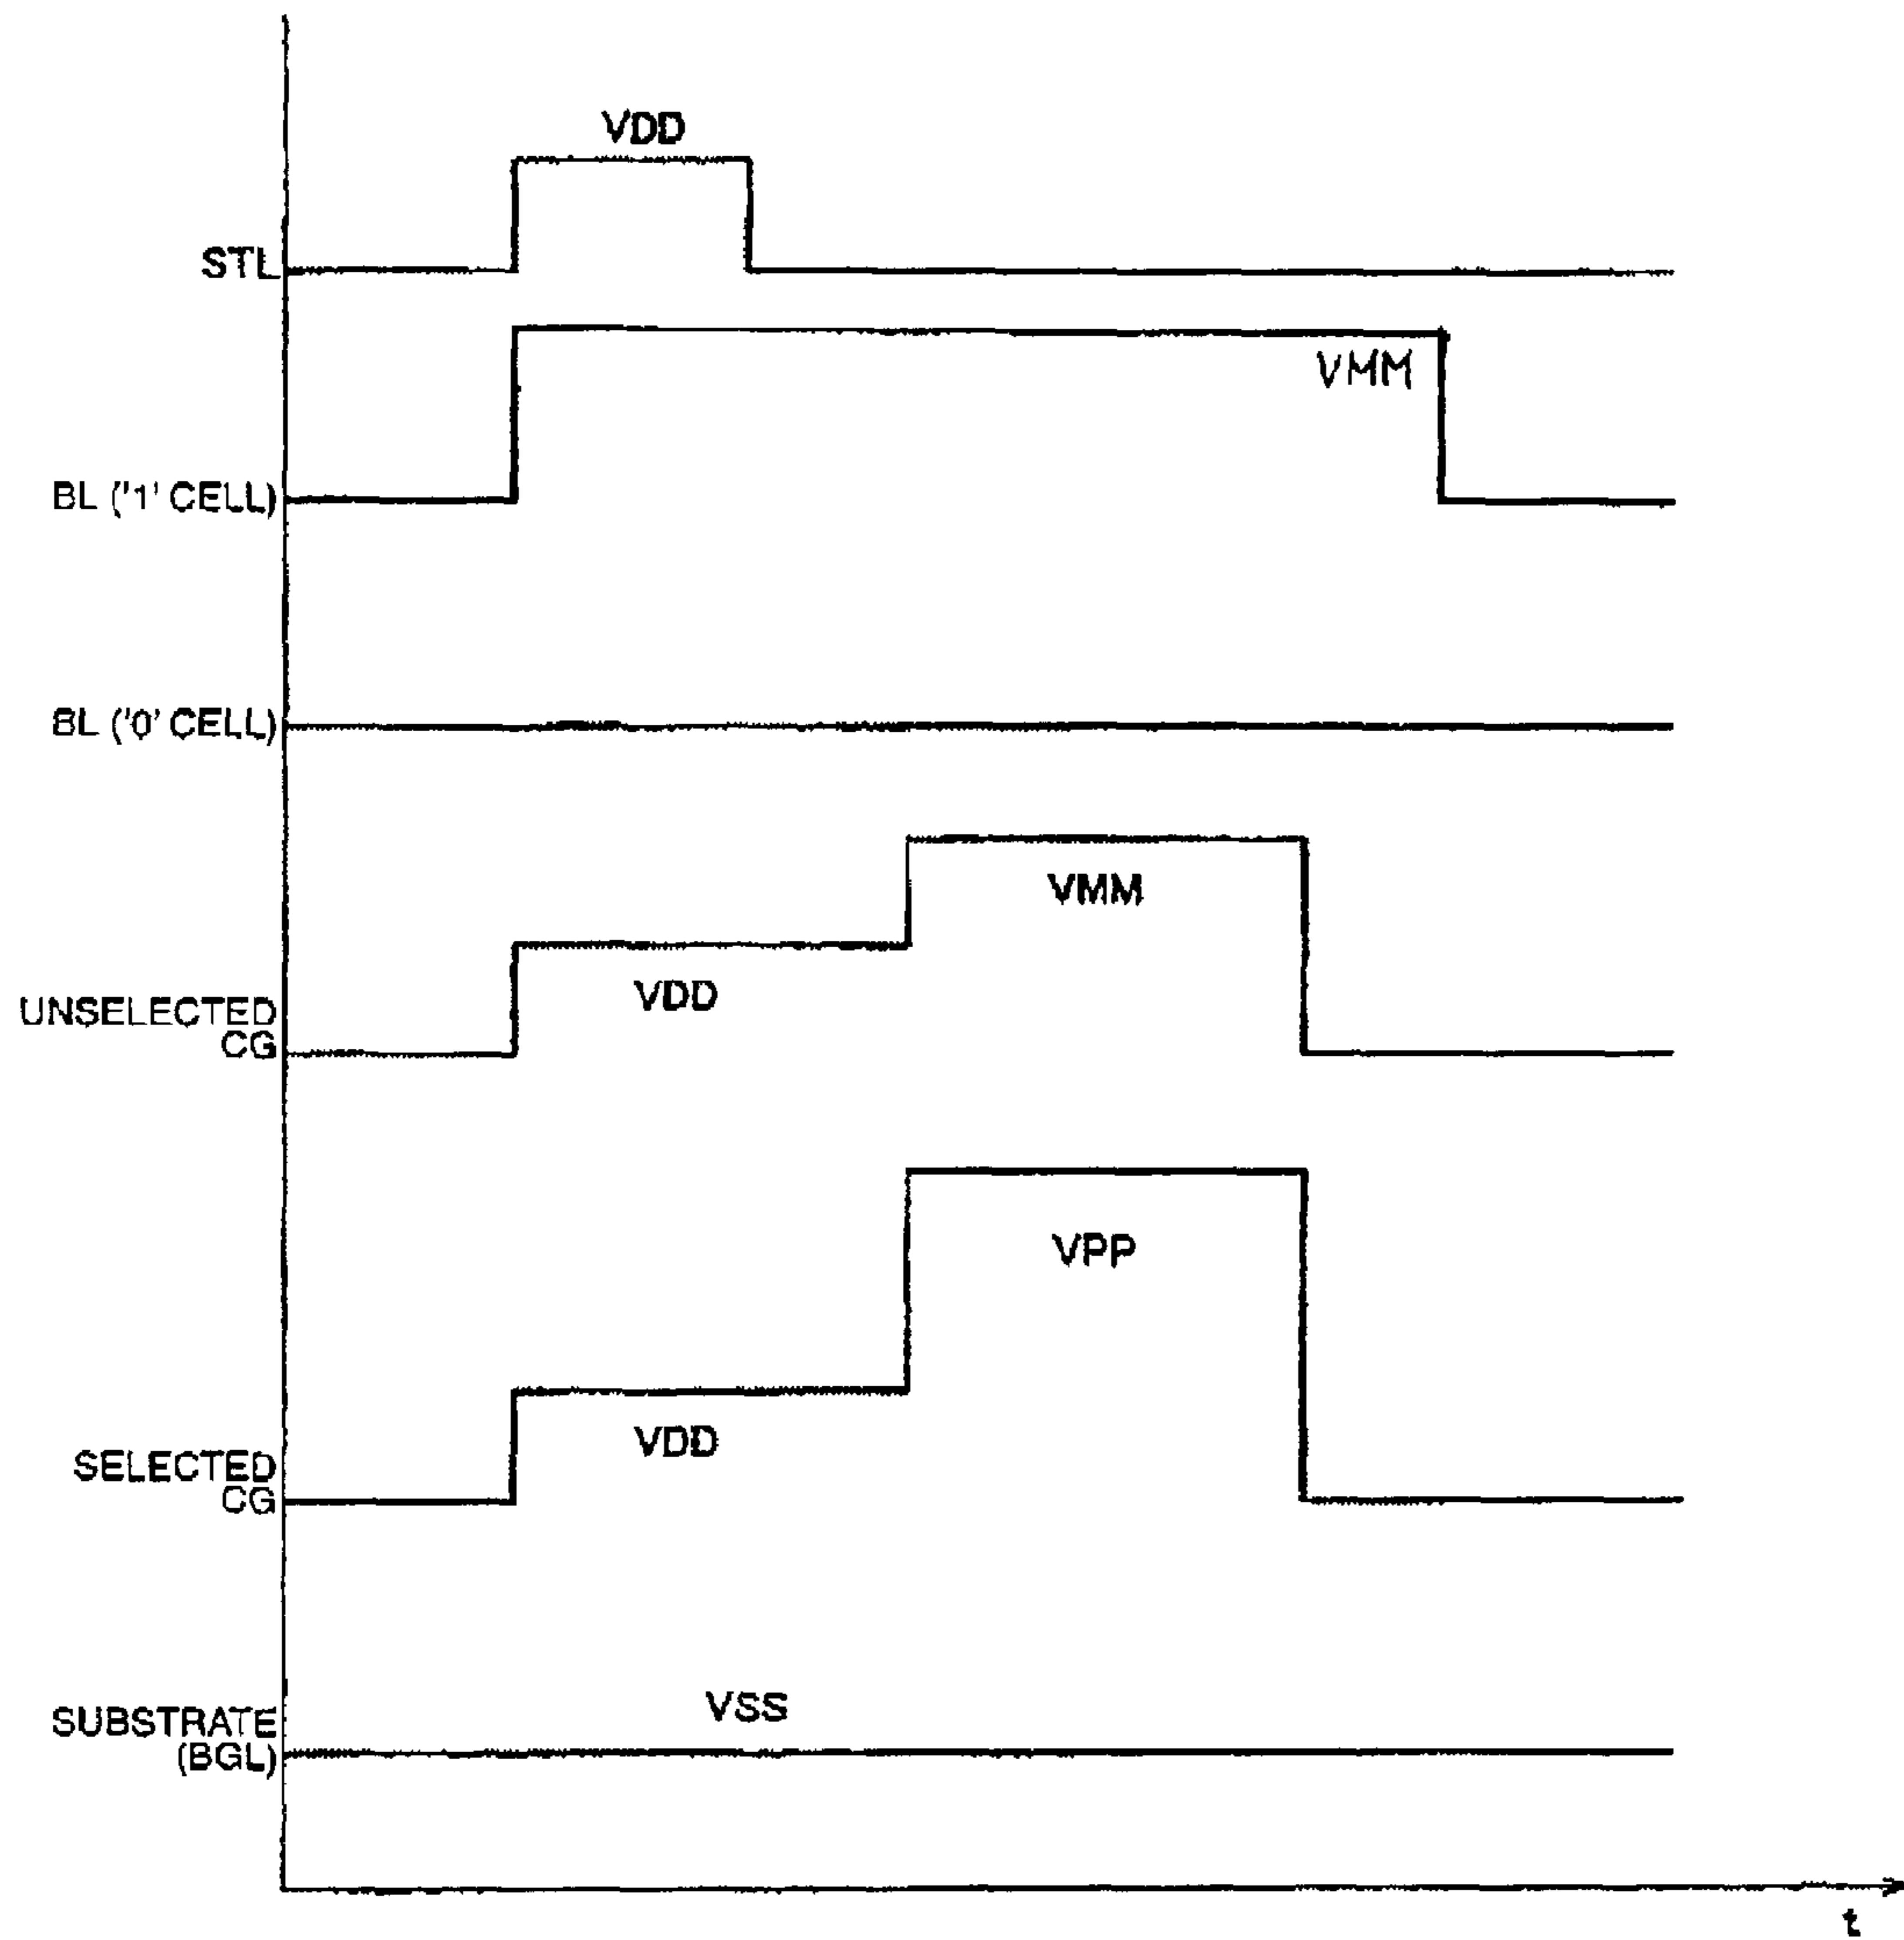 VDD
STL
VMM
BL ('1' CELL)
BL ('0' CELL)
VMM
VDD
UNSELECTED
CG
VPP
VDD
SELECTED
CG
VSS
SUBSTRATE
(BGL)
t